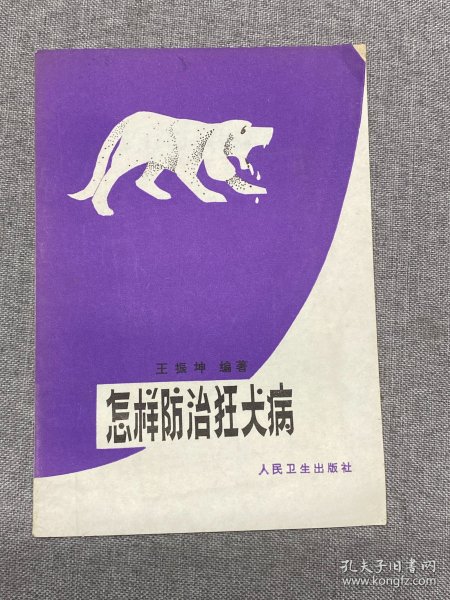 王振坤 编著
怎样防治狂犬病
人民卫生出版社
孔夫子旧书网
www.kongfz.com